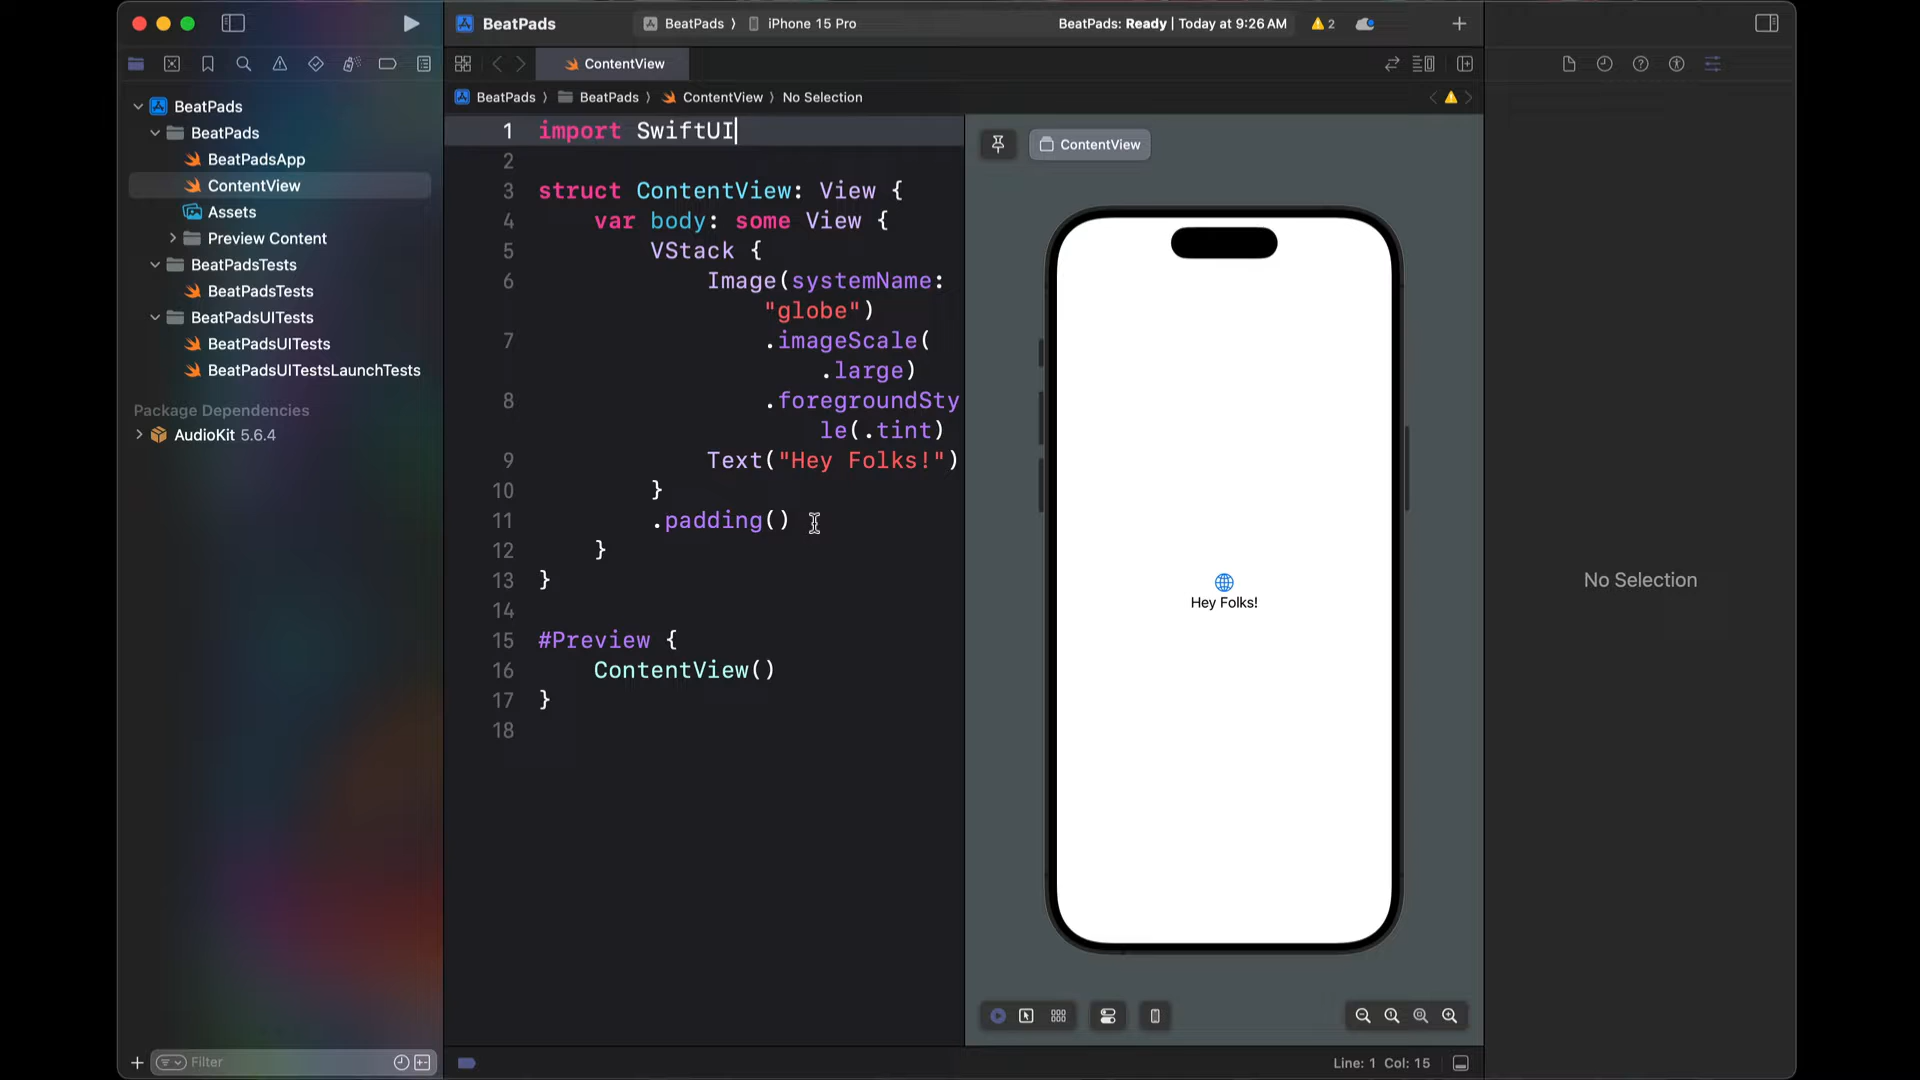 BeatPads
BeatPads 〉 iPhone 15 Pro
BeatPads: Ready | Today at 9:26 AM
2
ContentView
BeatPads 〉 BeatPads 〉 ContentView 〉 No Selection
BeatPads
BeatPads
BeatPadsApp
ContentView
Assets
Preview Content
BeatPadsTests
BeatPadsTests
BeatPadsUITests
BeatPadsUITests
BeatPadsUITestsLaunchTests
Package Dependencies
AudioKit 5.6.4
Filter
1 import SwiftUI
2
3 struct ContentView: View {
4 var body: some View {
5 VStack {
6 Image(systemName:
"globe")
7 .imageScale(
.large)
8 .foregroundSty
le(.tint)
9 Text("Hey Folks!")
10 }
11 .padding()
12 }
13 }
14
15 #Preview {
16 ContentView()
17 }
18
ContentView
Hey Folks!
No Selection
Line: 1 Col: 15